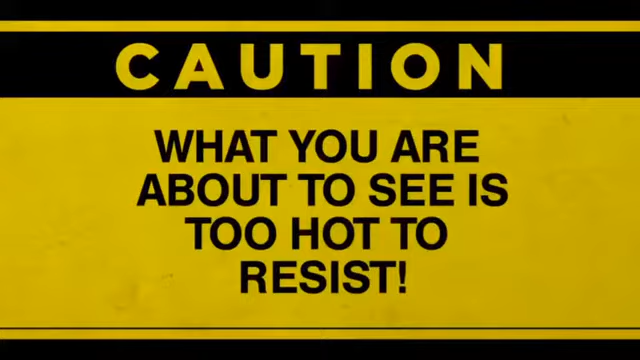 CAUTION
WHAT YOU ARE
ABOUT TO SEE IS
TOO HOT TO
RESIST!